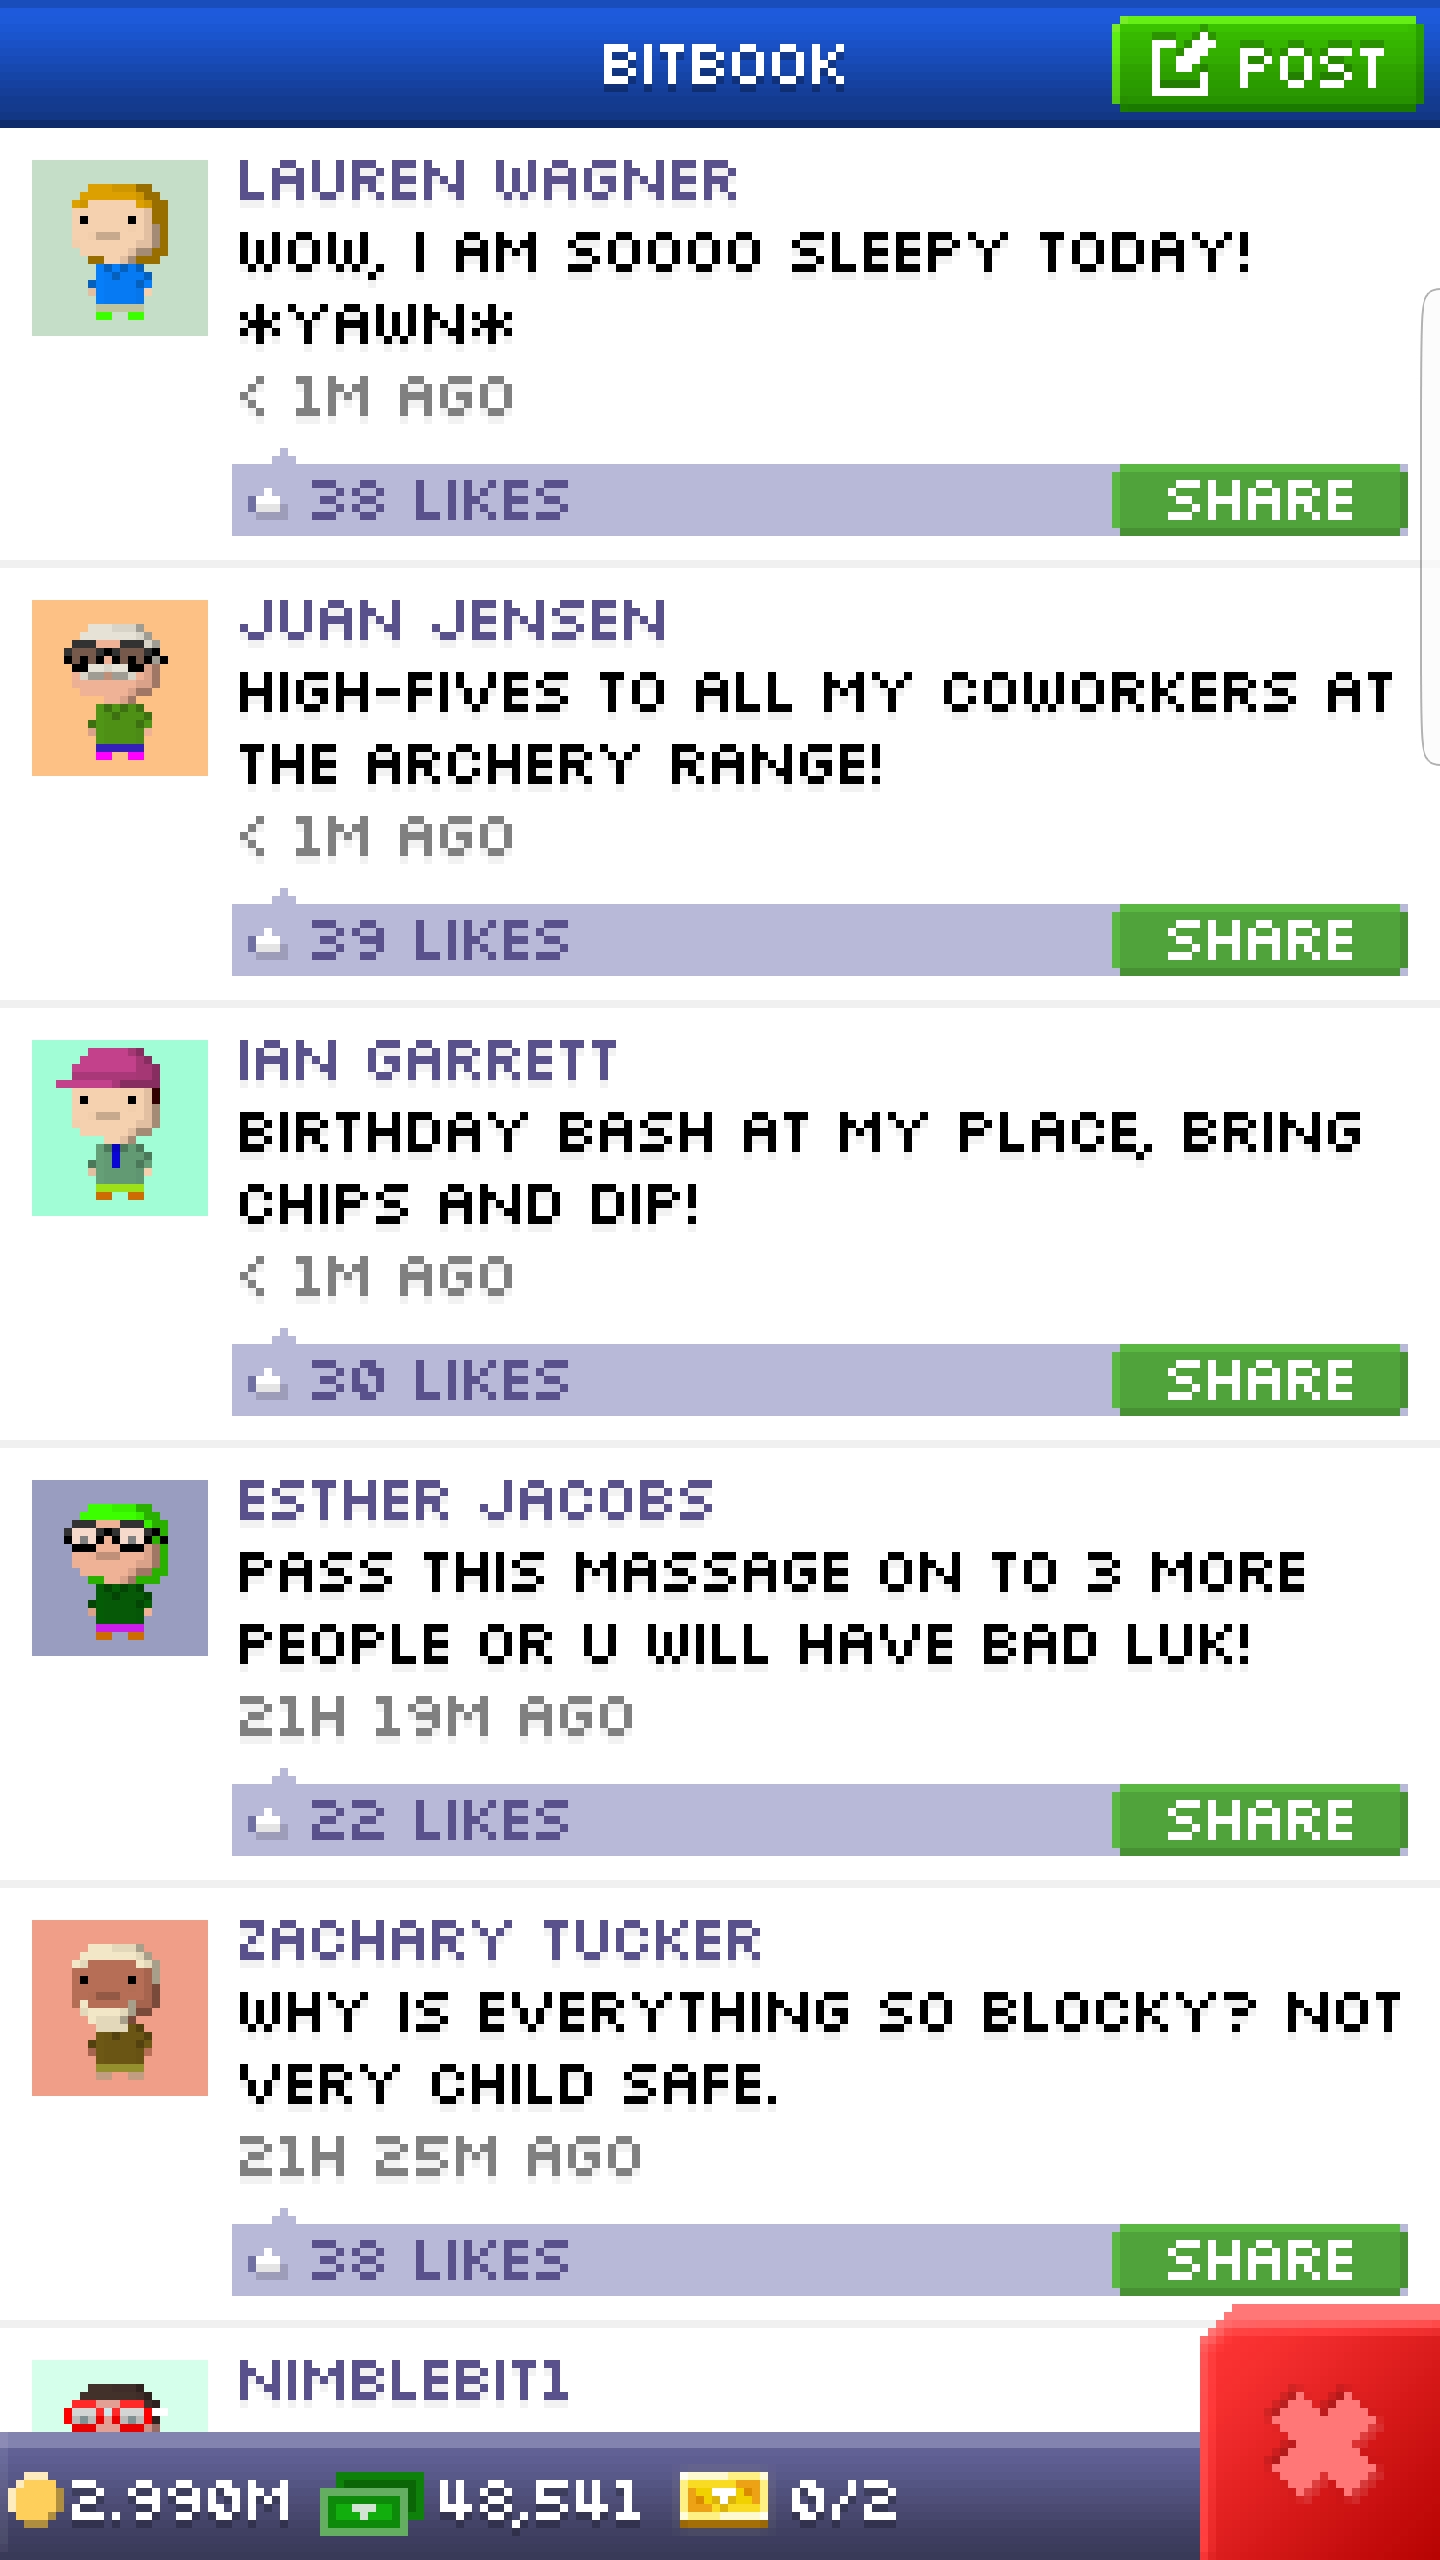 BITBOOK
POST
LAUREN WAGNER
WOW, I AM SOOOO SLEEPY TODAY!
*YAWN*
< 1M AGO
38 LIKES
SHARE
JUAN JENSEN
HIGH-FIVES TO ALL MY COWORKERS AT
THE ARCHERY RANGE!
< 1M AGO
39 LIKES
SHARE
IAN GARRETT
BIRTHDAY BASH AT MY PLACE, BRING
CHIPS AND DIP!
< 1M AGO
30 LIKES
SHARE
ESTHER JACOBS
PASS THIS MASSAGE ON TO 3 MORE
PEOPLE OR U WILL HAVE BAD LUK!
21H 19M AGO
22 LIKES
SHARE
ZACHARY TUCKER
WHY IS EVERYTHING SO BLOCKY? NOT
VERY CHILD SAFE.
21H 25M AGO
38 LIKES
SHARE
NIMBLEBIT1
2.990M 48,541 0/2